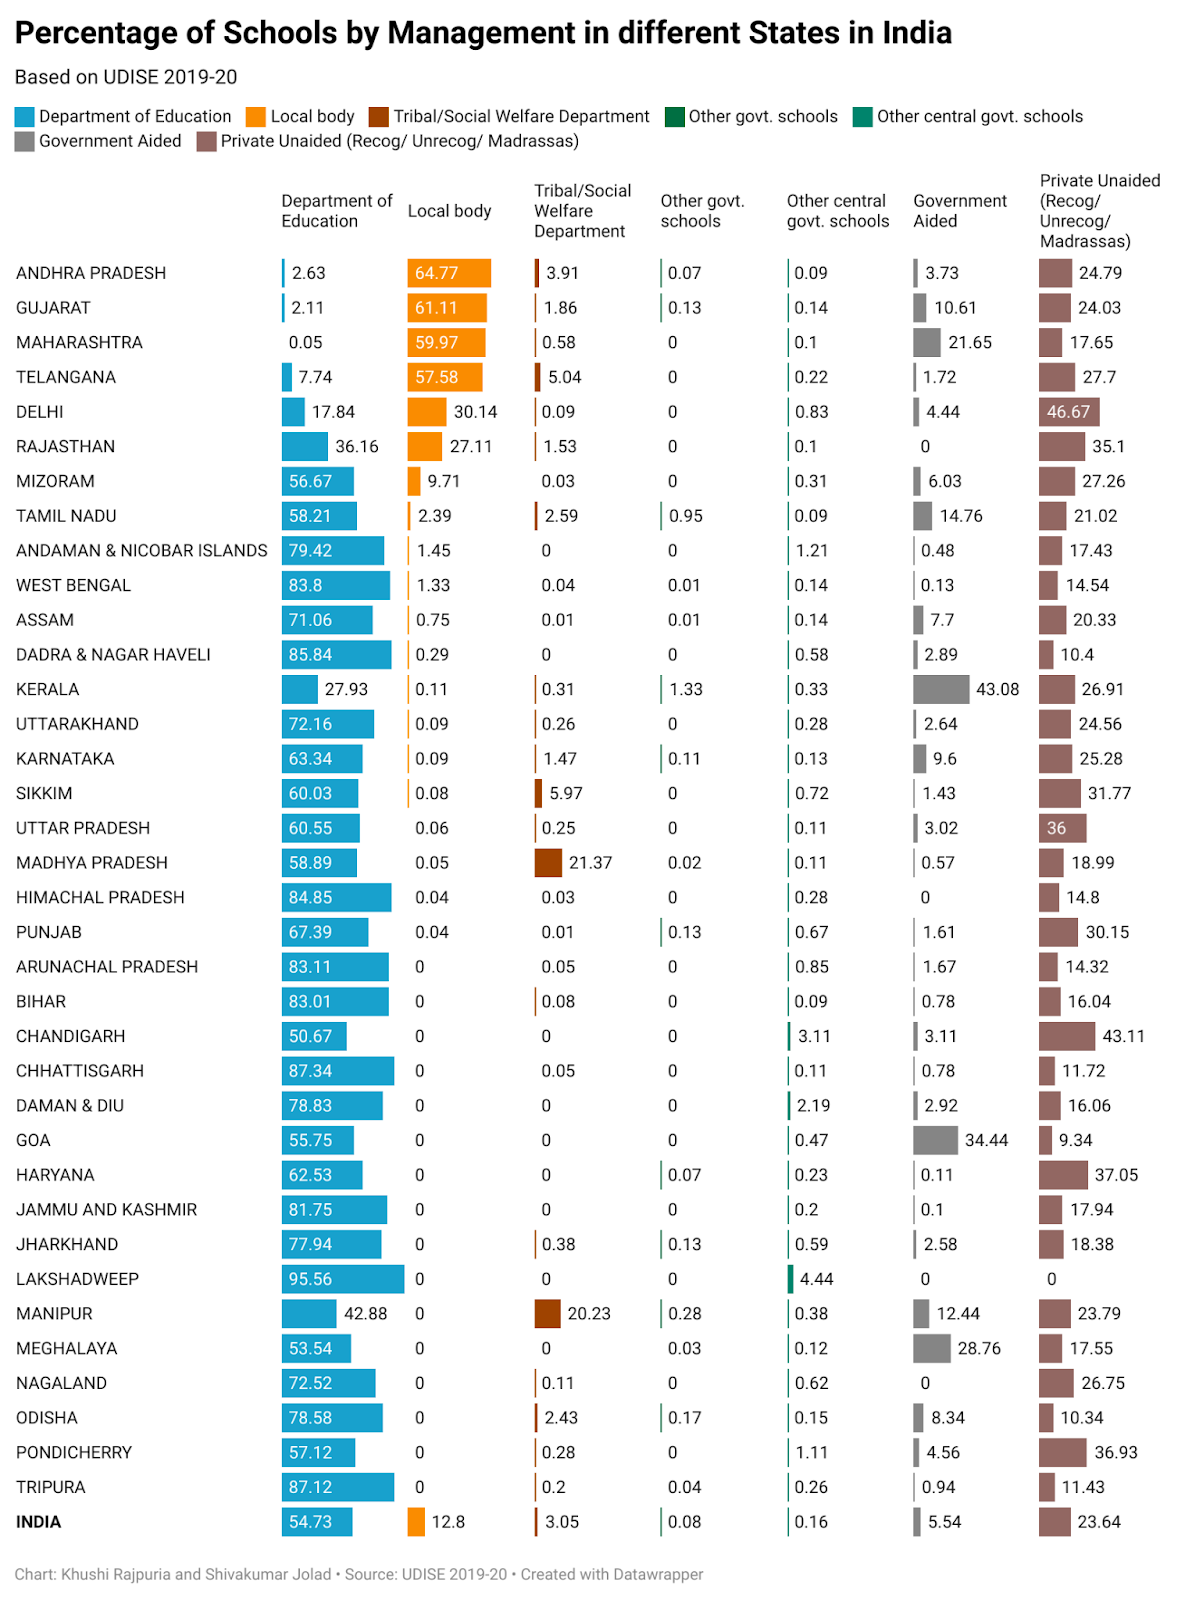 Percentage of Schools by Management in different States in India
Based on UDISE 2019-20
Department of Education Local body Tribal/Social Welfare Department Other govt. schools Other central govt. schools
Government Aided Private Unaided (Recog/ Unrecog/ Madrassas)
Department of Education Local body Tribal/Social Welfare Department Other govt. schools Other central govt. schools Government Aided Private Unaided (Recog/ Unrecog/ Madrassas)
ANDHRA PRADESH 2.63 64.77 3.91 0.07 0.09 3.73 24.79
GUJARAT 2.11 61.11 1.86 0.13 0.14 10.61 24.03
MAHARASHTRA 0.05 59.97 0.58 0 0.1 21.65 17.65
TELANGANA 7.74 57.58 5.04 0 0.22 1.72 27.7
DELHI 17.84 30.14 0.09 0 0.83 4.44 46.67
RAJASTHAN 36.16 27.11 1.53 0 0.1 0 35.1
MIZORAM 56.67 9.71 0.03 0 0.31 6.03 27.26
TAMIL NADU 58.21 2.39 2.59 0.95 0.09 14.76 21.02
ANDAMAN & NICOBAR ISLANDS 79.42 1.45 0 0 1.21 0.48 17.43
WEST BENGAL 83.8 1.33 0.04 0.01 0.14 0.13 14.54
ASSAM 71.06 0.75 0.01 0.01 0.14 7.7 20.33
DADRA & NAGAR HAVELI 85.84 0.29 0 0 0.58 2.89 10.4
KERALA 27.93 0.11 0.31 1.33 0.33 43.08 26.91
UTTARAKHAND 72.16 0.09 0.26 0 0.28 2.64 24.56
KARNATAKA 63.34 0.09 1.47 0.11 0.13 9.6 25.28
SIKKIM 60.03 0.08 5.97 0 0.72 1.43 31.77
UTTAR PRADESH 60.55 0.06 0.25 0 0.11 3.02 36
MADHYA PRADESH 58.89 0.05 21.37 0.02 0.11 0.57 18.99
HIMACHAL PRADESH 84.85 0.04 0.03 0 0.28 0 14.8
PUNJAB 67.39 0.04 0.01 0.13 0.67 1.61 30.15
ARUNACHAL PRADESH 83.11 0 0.05 0 0.85 1.67 14.32
BIHAR 83.01 0 0.08 0 0.09 0.78 16.04
CHANDIGARH 50.67 0 0 0 3.11 3.11 43.11
CHHATTISGARH 87.34 0 0.05 0 0.11 0.78 11.72
DAMAN & DIU 78.83 0 0 0 2.19 2.92 16.06
GOA 55.75 0 0 0 0.47 34.44 9.34
HARYANA 62.53 0 0 0.07 0.23 0.11 37.05
JAMMU AND KASHMIR 81.75 0 0 0 0.2 0.1 17.94
JHARKHAND 77.94 0 0.38 0.13 0.59 2.58 18.38
LAKSHADWEEP 95.56 0 0 0 4.44 0 0
MANIPUR 42.88 0 20.23 0.28 0.38 12.44 23.79
MEGHALAYA 53.54 0 0 0.03 0.12 28.76 17.55
NAGALAND 72.52 0 0.11 0 0.62 0 26.75
ODISHA 78.58 0 2.43 0.17 0.15 8.34 10.34
PONDICHERRY 57.12 0 0.28 0 1.11 4.56 36.93
TRIPURA 87.12 0 0.2 0.04 0.26 0.94 11.43
INDIA 54.73 12.8 3.05 0.08 0.16 5.54 23.64
Chart: Khushi Rajpuria and Shivakumar Jolad • Source: UDISE 2019-20 • Created with Datawrapper